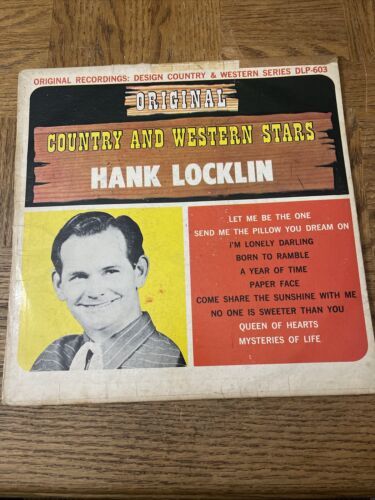 ORIGINAL RECORDINGS: DESIGN COUNTRY & WESTERN SERIES DLP-603
ORIGINAL
COUNTRY AND WESTERN STARS
HANK LOCKLIN
LET ME BE THE ONE
SEND ME THE PILLOW YOU DREAM ON
I'M LONELY DARLING
BORN TO RAMBLE
A YEAR OF TIME
PAPER FACE
COME SHARE THE SUNSHINE WITH ME
NO ONE IS SWEETER THAN YOU
QUEEN OF HEARTS
MYSTERIES OF LIFE